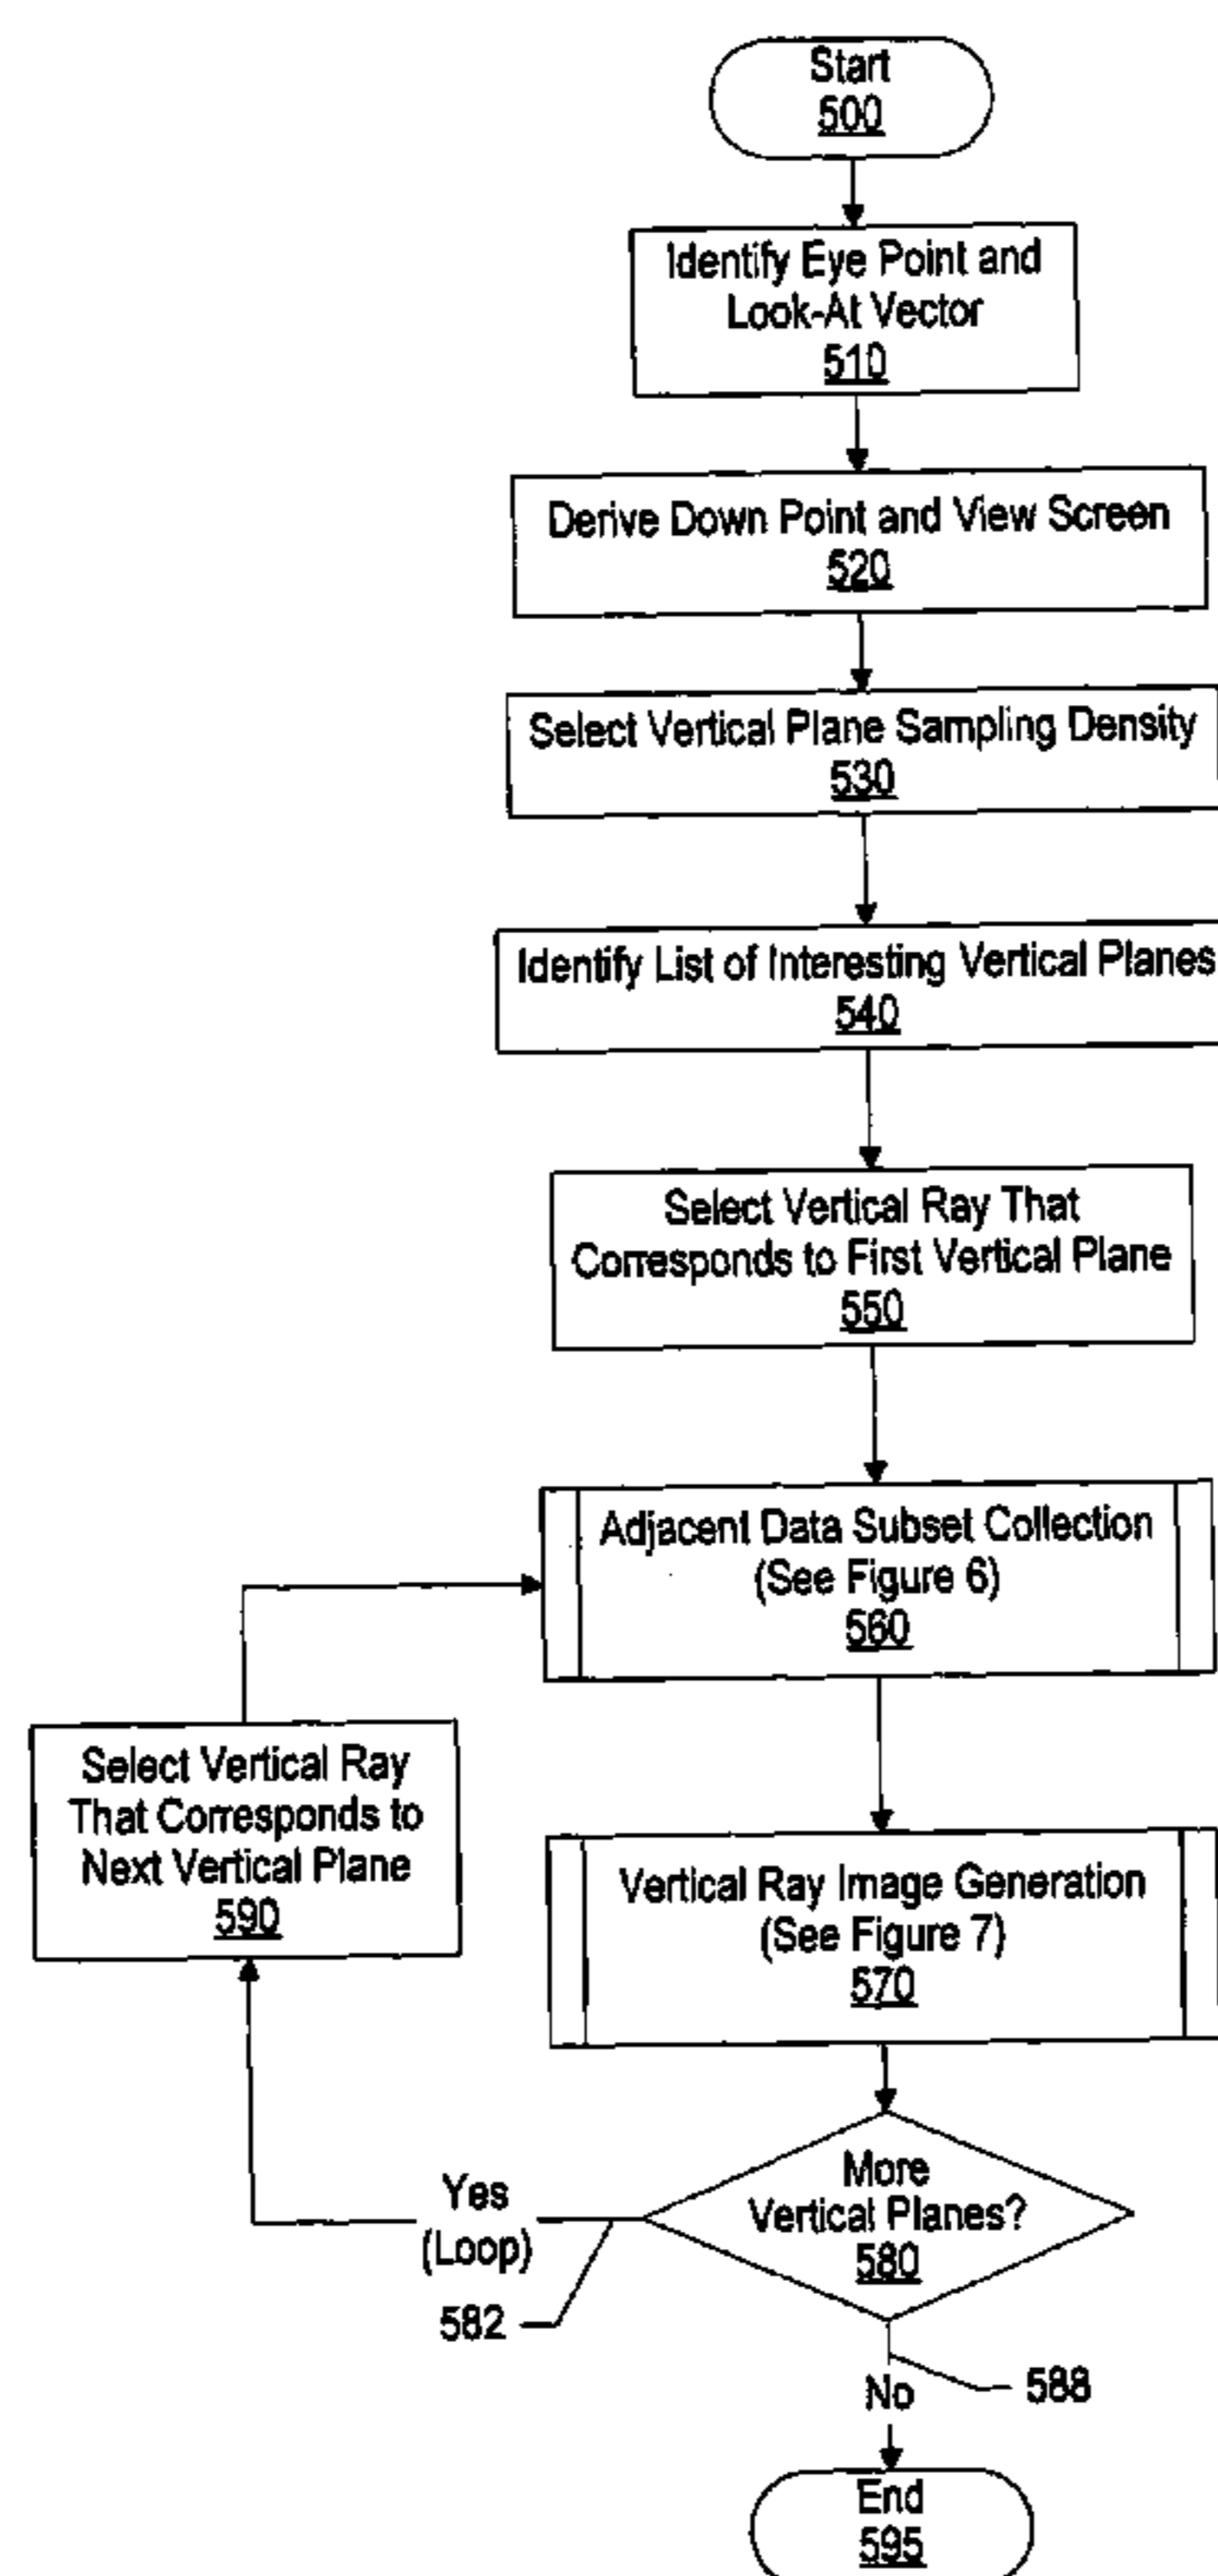 Start
500
Identify Eye Point and
Look-At Vector
510
Derive Down Point and View Screen
520
Select Vertical Plane Sampling Density
530
Identify List of Interesting Vertical Planes
540
Select Vertical Ray That
Corresponds to First Vertical Plane
550
Adjacent Data Subset Collection
(See Figure 6)
560
Select Vertical Ray
That Corresponds to
Next Vertical Plane
590
Vertical Ray Image Generation
(See Figure 7)
570
More
Vertical Planes?
580
Yes
(Loop)
582
588
No
End
595